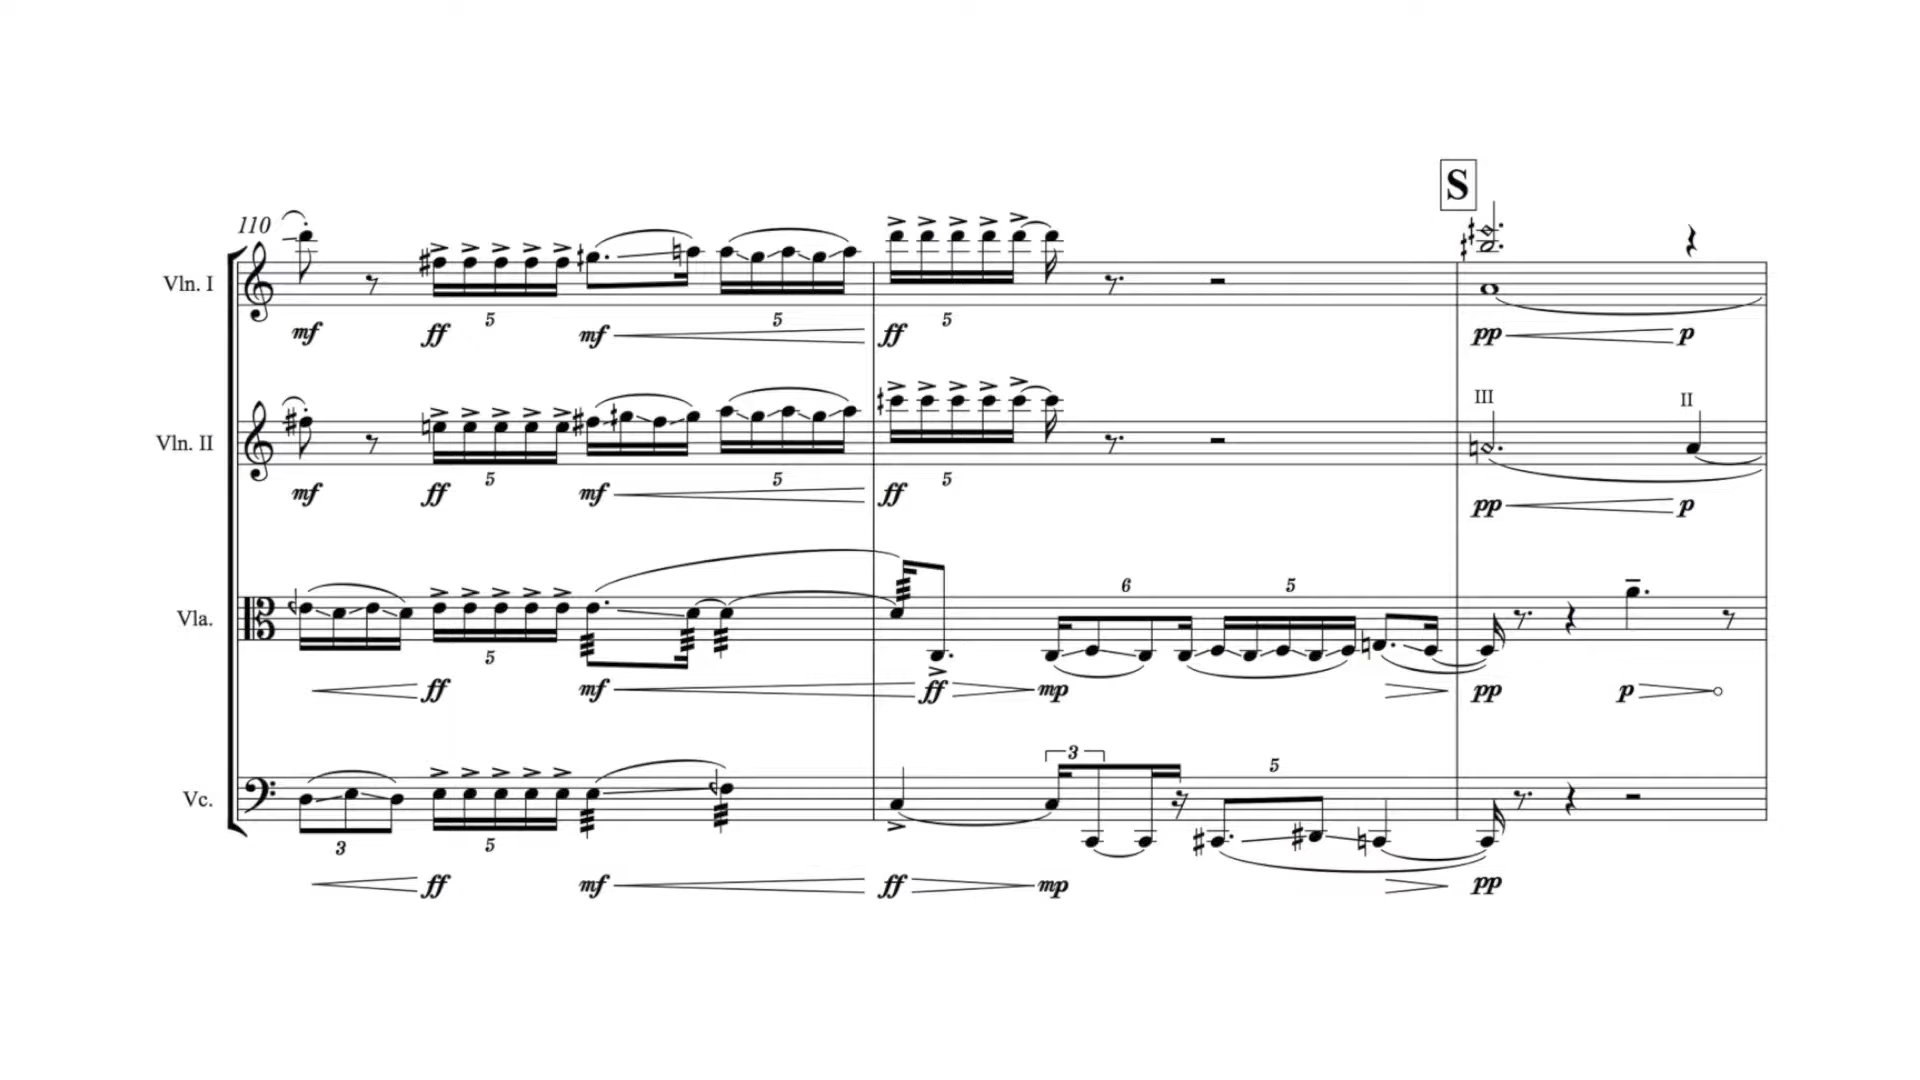 S
110
Vln. I
5 5 5
mf ff mf ff pp p
III II
Vln. II
5 5 5
mf ff mf ff pp p
6 5
Vla.
5
ff mf ff mp pp p
3 5
Vc.
3 5
ff mf ff mp pp